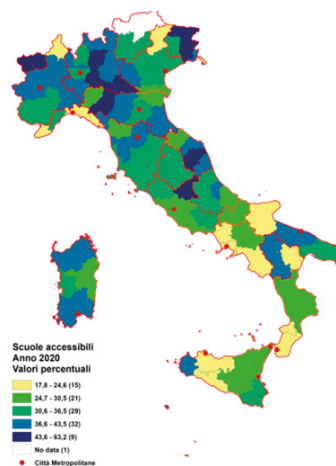 Scuole accessibili
Anno 2020
Valori percentuali
17,8 - 24,6 (15)
24,7 - 30,5 (21)
30,6 - 36,5 (29)
36,6 - 43,5 (32)
43,6 - 63,2 (9)
No data (1)
Città Metropolitane